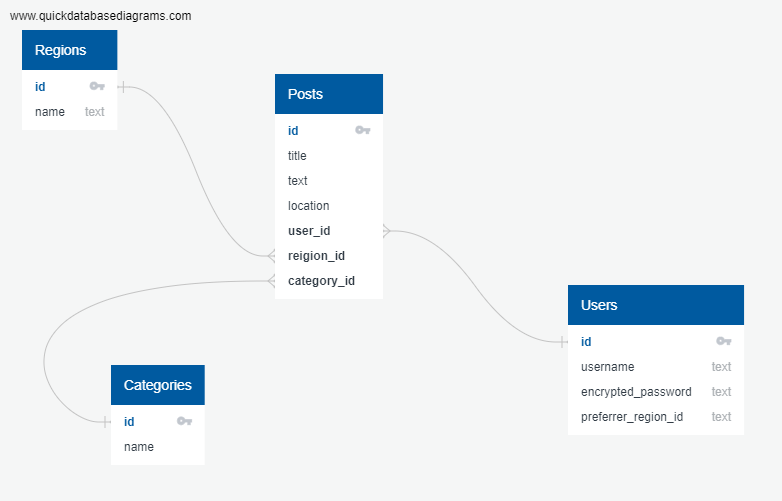 www.quickdatabasediagrams.com
Regions
id
name text
Posts
id
title
text
location
user_id
reigion_id
category_id
Users
id
username text
encrypted_password text
preferrer_region_id text
Categories
id
name